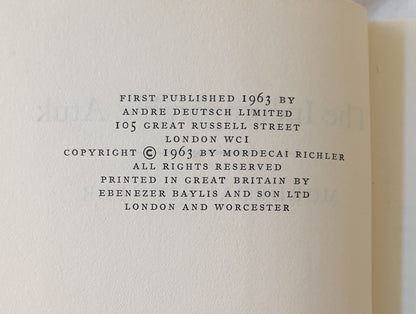 FIRST PUBLISHED 1963 BY
ANDRE DEUTSCH LIMITED
105 GREAT RUSSELL STREET
LONDON WC1
COPYRIGHT © 1963 BY MORDECAI RICHLER
ALL RIGHTS RESERVED
PRINTED IN GREAT BRITAIN BY
EBENEZER BAYLIS AND SON LTD
LONDON AND WORCESTER